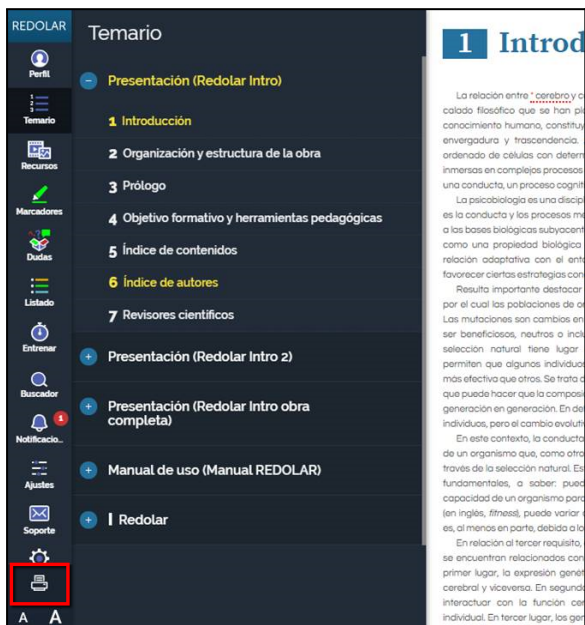 REDOLAR
Perfil
Temario
Recursos
Marcadores
Dudas
Listado
Entrenar
Buscador
1
Notificacio...
Ajustes
Soporte
A A
Temario
Presentación (Redolar Intro)
1 Introducción
2 Organización y estructura de la obra
3 Prólogo
4 Objetivo formativo y herramientas pedagógicas
5 Índice de contenidos
6 Índice de autores
7 Revisores científicos
Presentación (Redolar Intro 2)
Presentación (Redolar Intro obra
completa)
Manual de uso (Manual REDOLAR)
I Redolar
1 Introd
La relación entre " cerebro y c
calado filosófico que se han pl
conocimiento humano, constituy
envergadura y trascendencia.
ordenado de células con determ
inmersas en complejos procesos
una conducta, un proceso cognit
La psicobiología es una discipl
es la conducta y los procesos me
a las bases biológicas subyacent
como una propiedad biológica
relación adaptativa con el ento
favorecer ciertas estrategias con
Resulta importante destacar
por el cual las poblaciones de or
Las mutaciones son cambios en
ser beneficiosos, neutros o inclu
selección natural tiene lugar
permiten que algunos individuos
más efectiva que otros. Se trata d
que puede hacer que la composi
generación en generación. En de
individuos, pero el cambio evoluti
En este contexto, la conducta
de un organismo que, como otro
través de la selección natural. Es
fundamentales, a saber: pued
capacidad de un organismo para
(en inglés, fitness), puede variar
es, al menos en parte, debida a lo
En relación al tercer requisito,
se encuentran relacionados con
primer lugar, la expresión genét
cerebral y viceversa. En segundo
interactuar con la función cer
individual. En tercer lugar, los gen